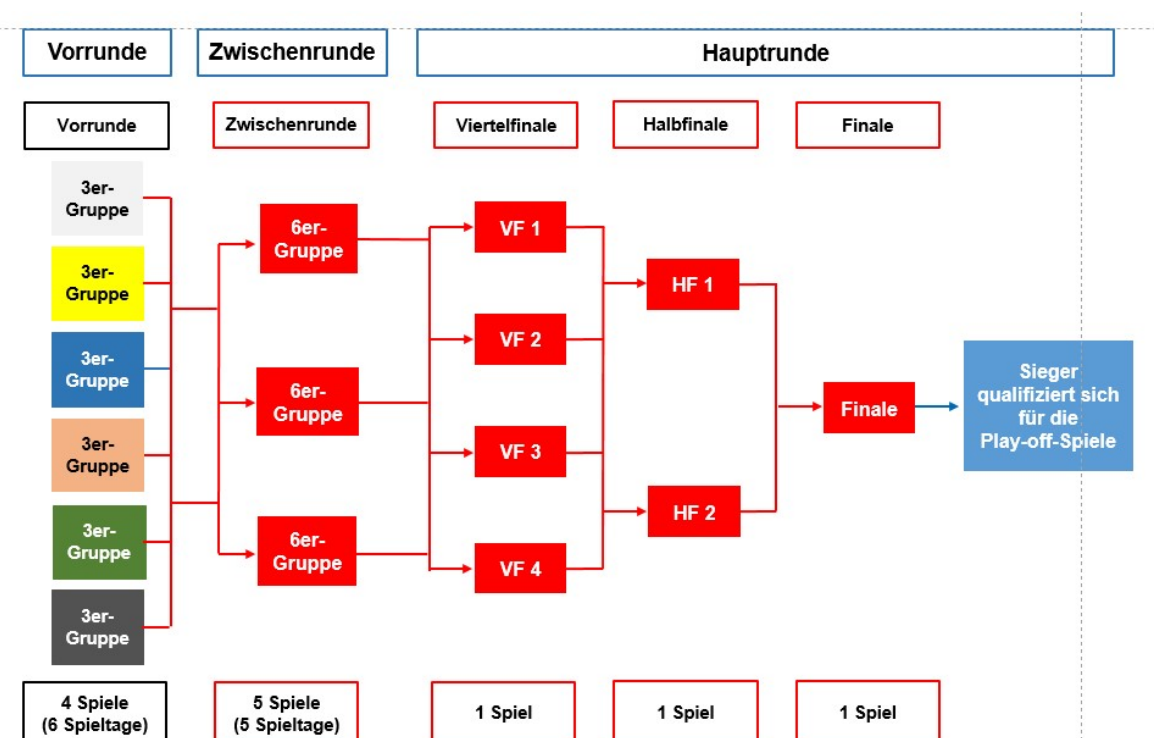 Vorrunde
Zwischenrunde
Hauptrunde
Vorrunde
Zwischenrunde
Viertelfinale
Halbfinale
Finale
3er-
Gruppe
3er-
Gruppe
3er-
Gruppe
3er-
Gruppe
3er-
Gruppe
3er-
Gruppe
6er-
Gruppe
6er-
Gruppe
6er-
Gruppe
VF 1
VF 2
VF 3
VF 4
HF 1
HF 2
Finale
Sieger
qualifiziert sich
für die
Play-off-Spiele
4 Spiele
(6 Spieltage)
5 Spiele
(5 Spieltage)
1 Spiel
1 Spiel
1 Spiel